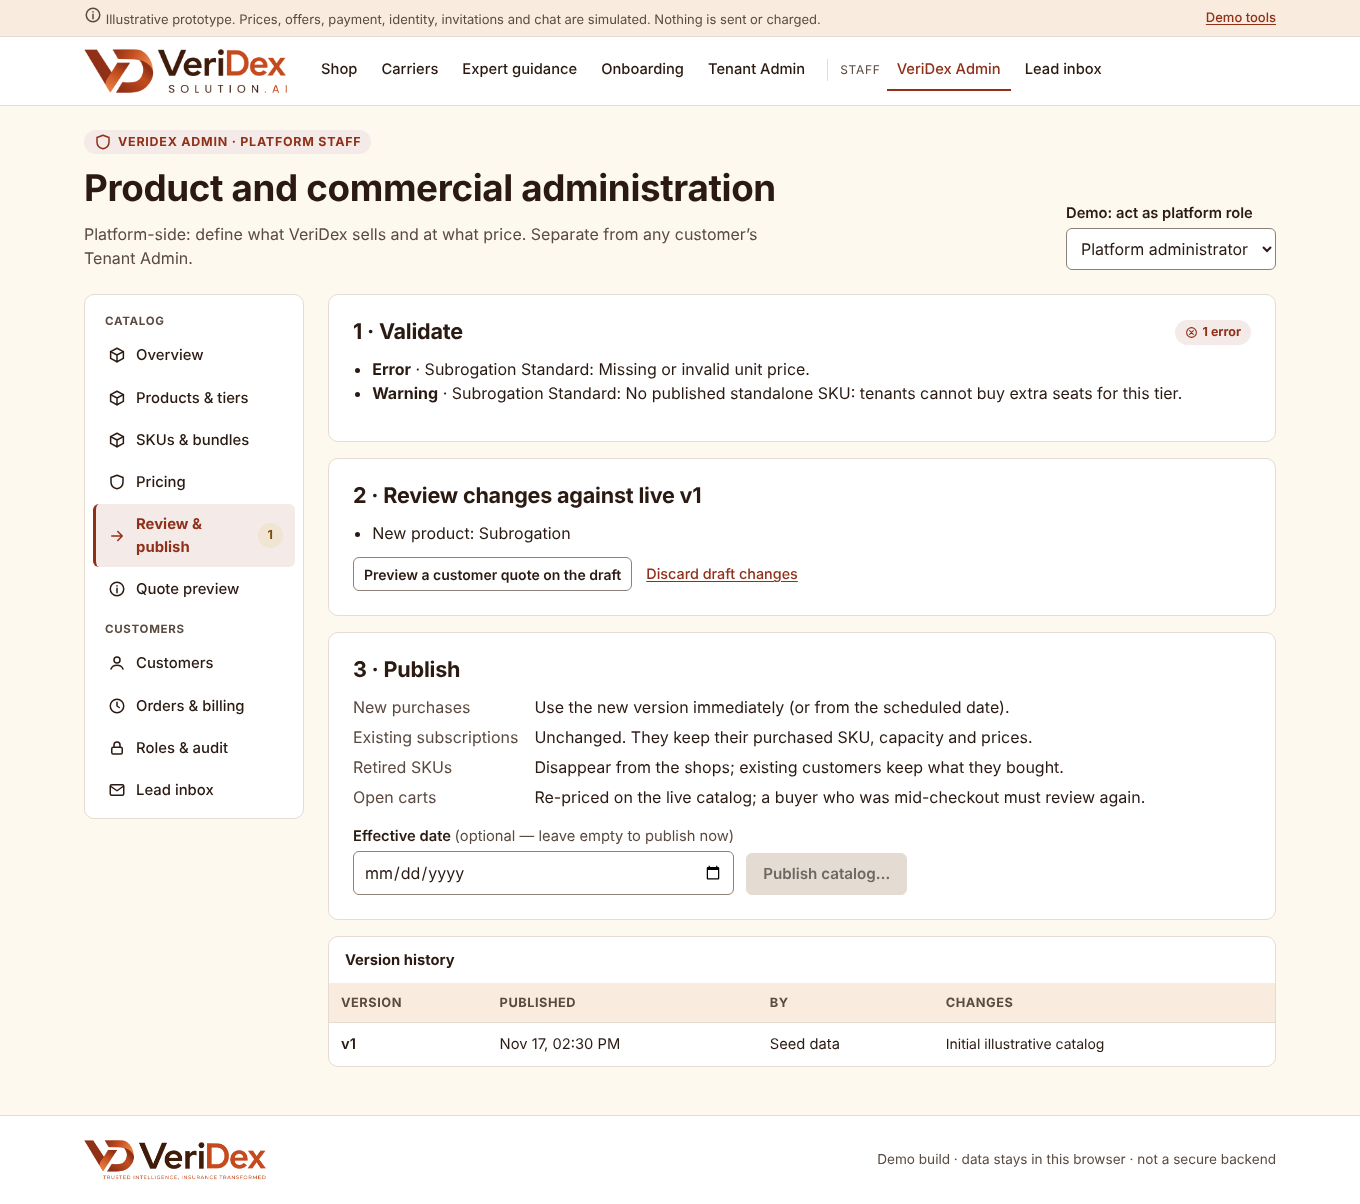 Illustrative prototype. Prices, offers, payment, identity, invitations and chat are simulated. Nothing is sent or charged.
Demo tools
VeriDex
SOLUTION.AI
Shop
Carriers
Expert guidance
Onboarding
Tenant Admin
STAFF
VeriDex Admin
Lead inbox
VERIDEX ADMIN · PLATFORM STAFF
Product and commercial administration
Platform-side: define what VeriDex sells and at what price. Separate from any customer’s
Tenant Admin.
Demo: act as platform role
Platform administrator
CATALOG
Overview
Products & tiers
SKUs & bundles
Pricing
Review &
publish
1
Quote preview
CUSTOMERS
Customers
Orders & billing
Roles & audit
Lead inbox
1 · Validate
1 error
• Error · Subrogation Standard: Missing or invalid unit price.
• Warning · Subrogation Standard: No published standalone SKU: tenants cannot buy extra seats for this tier.
2 · Review changes against live v1
• New product: Subrogation
Preview a customer quote on the draft
Discard draft changes
3 · Publish
New purchases Use the new version immediately (or from the scheduled date).
Existing subscriptions Unchanged. They keep their purchased SKU, capacity and prices.
Retired SKUs Disappear from the shops; existing customers keep what they bought.
Open carts Re-priced on the live catalog; a buyer who was mid-checkout must review again.
Effective date (optional — leave empty to publish now)
mm/dd/yyyy
Publish catalog…
Version history
VERSION PUBLISHED BY CHANGES
v1 Nov 17, 02:30 PM Seed data Initial illustrative catalog
VeriDex
TRUSTED INTELLIGENCE, INSURANCE TRANSFORMED
Demo build · data stays in this browser · not a secure backend